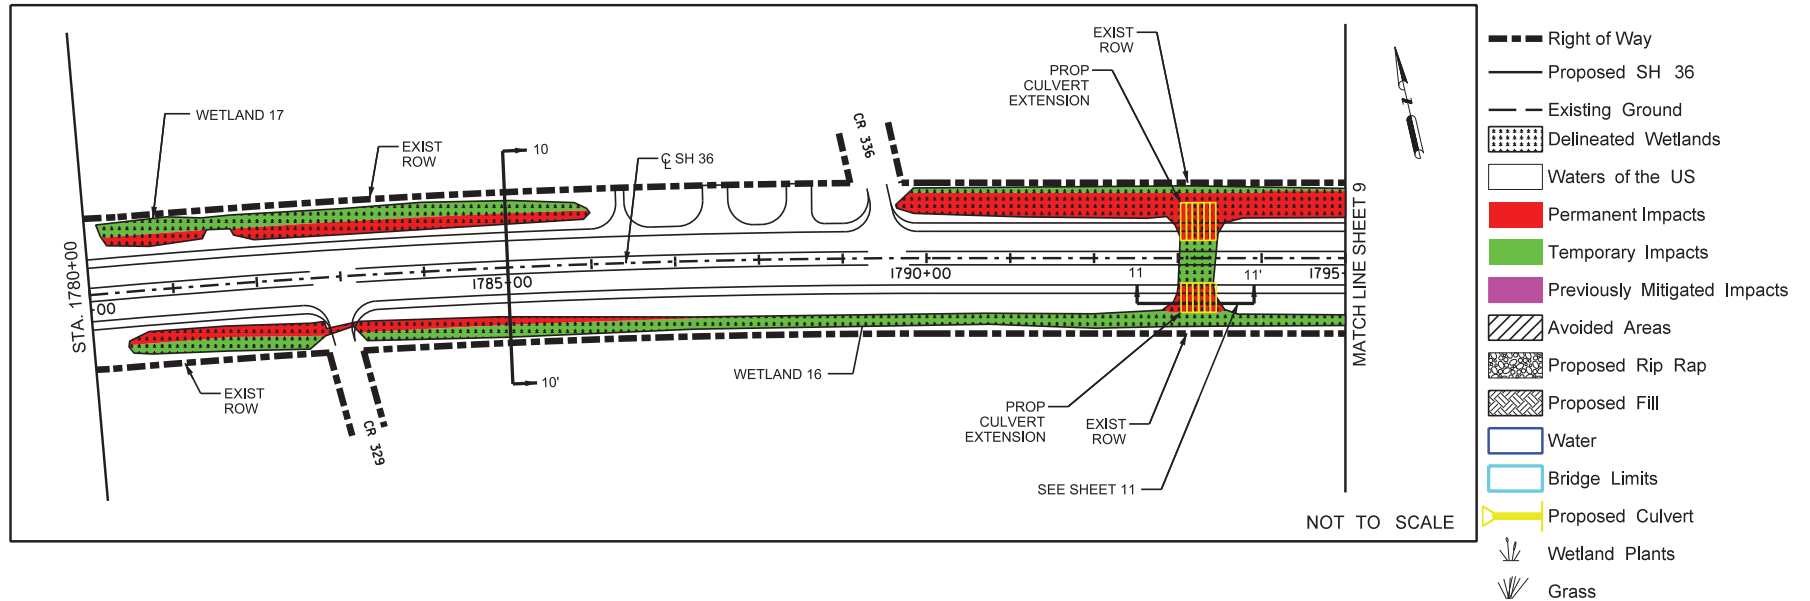 EXIST
ROW
PROP
CULVERT
EXTENSION
WETLAND 17
EXIST
ROW
10
℄ SH 36
CR 336
STA. 1780+00
-00
1785+00
1790+00
11
11'
1795-
MATCH LINE SHEET 9
WETLAND 16
10'
EXIST
ROW
CR 329
PROP
CULVERT
EXTENSION
EXIST
ROW
SEE SHEET 11
NOT TO SCALE
Right of Way
Proposed SH 36
Existing Ground
Delineated Wetlands
Waters of the US
Permanent Impacts
Temporary Impacts
Previously Mitigated Impacts
Avoided Areas
Proposed Rip Rap
Proposed Fill
Water
Bridge Limits
Proposed Culvert
Wetland Plants
Grass